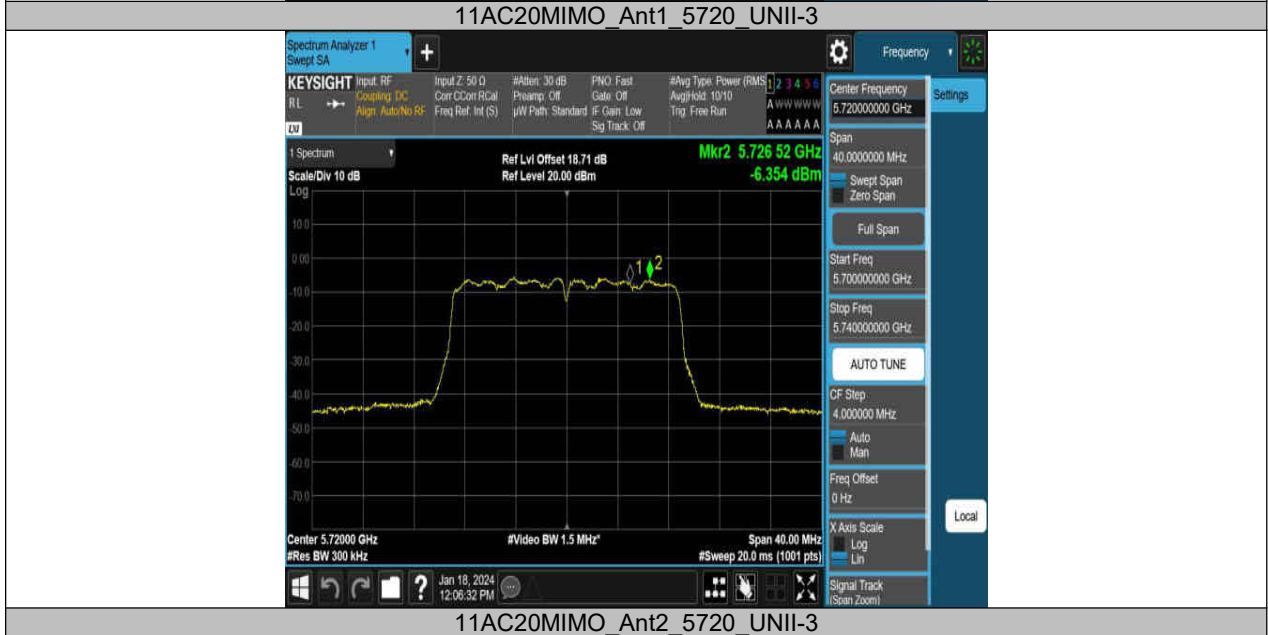 11AC20MIMO_Ant1_5720_UNII-3
Spectrum Analyzer 1
Swept SA
+
Frequency
KEYSIGHT
RL
Input: RF
Coupling: DC
Align: Auto/No RF
Input Z: 50 Ω
Corr CCorr RCal
Freq Ref: Int (S)
#Atten: 30 dB
Preamp: Off
µW Path: Standard
PNO: Fast
Gate: Off
IF Gain: Low
Sig Track: Off
#Avg Type: Power (RMS
Avg|Hold: 10/10
Trig: Free Run
1 2 3 4 5 6
A W W W W W
A A A A A A
1 Spectrum
Scale/Div 10 dB
Ref Lvl Offset 18.71 dB
Ref Level 20.00 dBm
Mkr2 5.726 52 GHz
-6.354 dBm
Log
10.0
0.00
-10.0
-20.0
-30.0
-40.0
-50.0
-60.0
-70.0
1
2
Center 5.72000 GHz
#Res BW 300 kHz
#Video BW 1.5 MHz*
Span 40.00 MHz
#Sweep 20.0 ms (1001 pts)
Jan 18, 2024
12:06:32 PM
Center Frequency
5.720000000 GHz
Settings
Span
40.0000000 MHz
Swept Span
Zero Span
Full Span
Start Freq
5.700000000 GHz
Stop Freq
5.740000000 GHz
AUTO TUNE
CF Step
4.000000 MHz
Auto
Man
Freq Offset
0 Hz
X Axis Scale
Log
Lin
Local
Signal Track
(Span Zoom)
11AC20MIMO_Ant2_5720_UNII-3